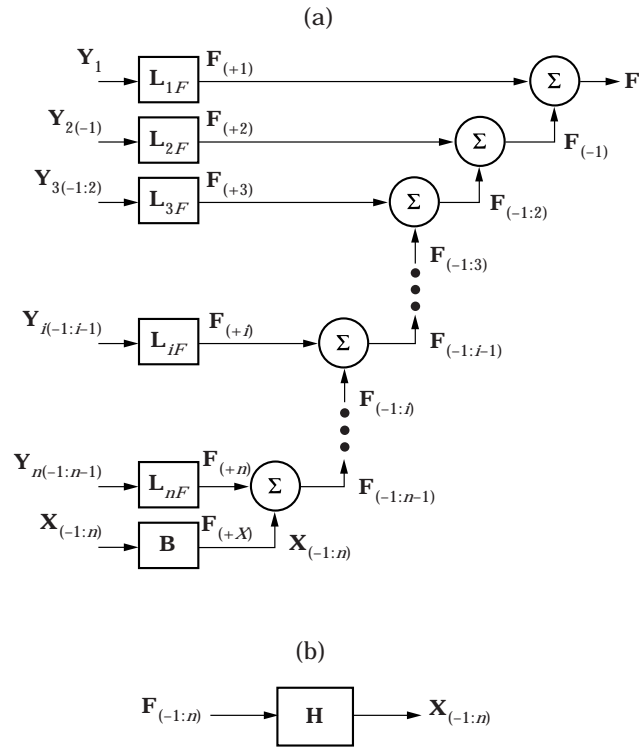 (a)
Y1 L1F F(+1) Σ F
Y2(-1) L2F F(+2) Σ F(-1)
Y3(-1:2) L3F F(+3) Σ F(-1:2)
F(-1:3)
Yi(-1:i-1) LiF F(+i) Σ F(-1:i-1)
F(-1:i)
Yn(-1:n-1) LnF F(+n) Σ F(-1:n-1)
X(-1:n) B F(+X) X(-1:n)
(b)
F(-1:n) H X(-1:n)